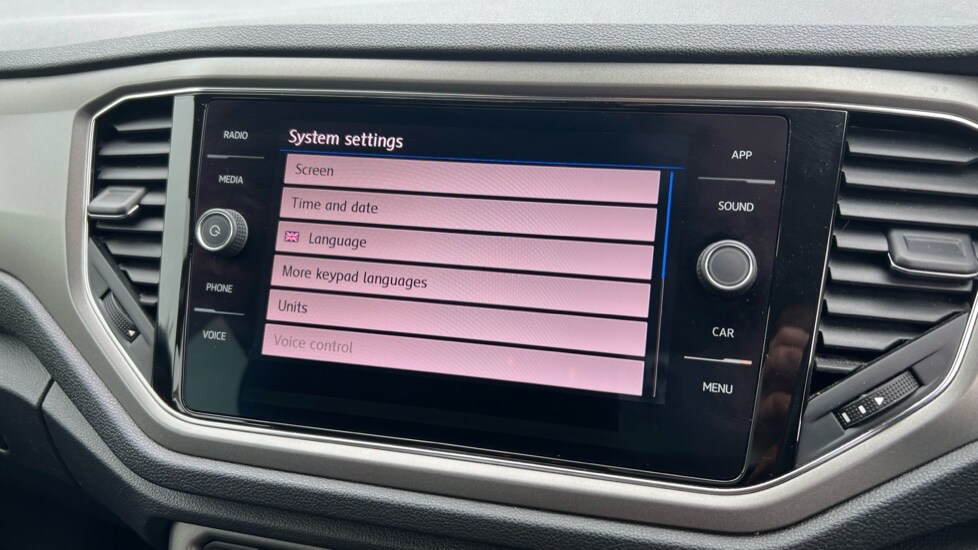 RADIO
MEDIA
PHONE
VOICE
System settings
Screen
Time and date
Language
More keypad languages
Units
Voice control
APP
SOUND
CAR
MENU